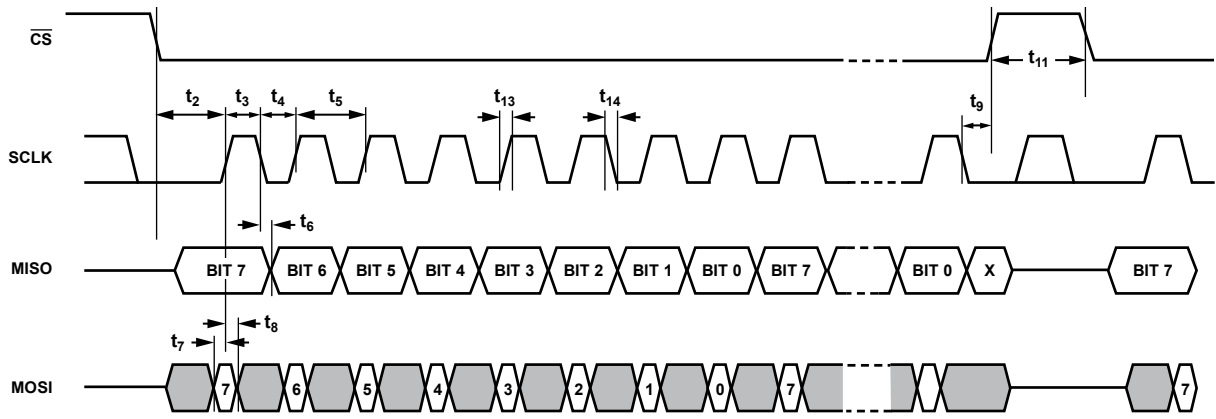 CS
t11
t2 t3 t4 t5 t13 t14 t9
SCLK
t6
MISO BIT 7 BIT 6 BIT 5 BIT 4 BIT 3 BIT 2 BIT 1 BIT 0 BIT 7 BIT 0 X BIT 7
t7 t8
MOSI 7 6 5 4 3 2 1 0 7 7